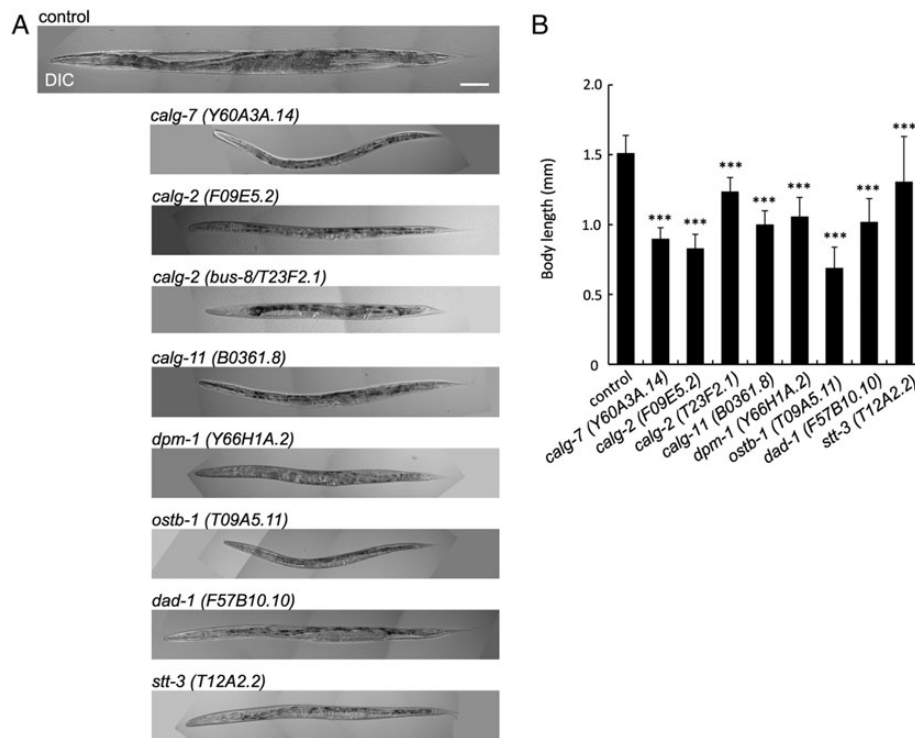 A
control
DIC
calg-7 (Y60A3A.14)
calg-2 (F09E5.2)
calg-2 (bus-8/T23F2.1)
calg-11 (B0361.8)
dpm-1 (Y66H1A.2)
ostb-1 (T09A5.11)
dad-1 (F57B10.10)
stt-3 (T12A2.2)
B
2.0
1.5
1.0
0.5
0
Body length (mm)
***
***
***
***
***
***
***
***
control
calg-7 (Y60A3A.14)
calg-2 (F09E5.2)
calg-2 (T23F2.1)
calg-11 (B0361.8)
dpm-1 (Y66H1A.2)
ostb-1 (T09A5.11)
dad-1 (F57B10.10)
stt-3 (T12A2.2)